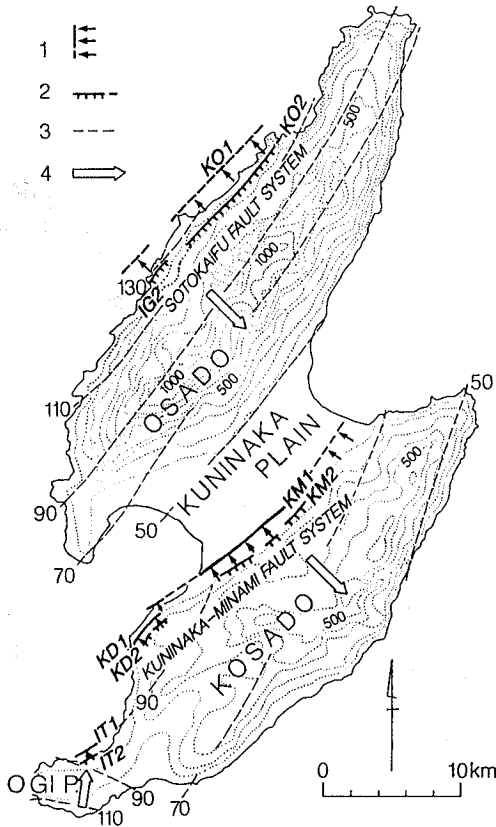 1
2
3
4
KO1
KO2
500
SOTOKAIFU FAULT SYSTEM
130
IG2
1000
OSADO
1000
500
110
90
70
50
KUNINAKA
PLAIN
50
500
KM1
KM2
KUNINAKA-MINAMI FAULT SYSTEM
KOSADO
500
KD1
KD2
90
IT1
IT2
OGI P.
110
90
70
0 10km